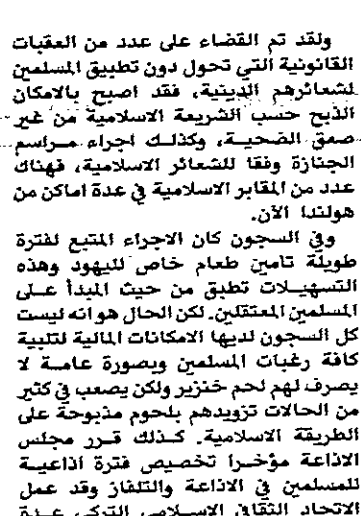 ولقد تم القضاء على عدد من العقبات
القانونية التي تحول دون تطبيق المسلمين
لشعائرهم الدينية، فقد اصبح بالامكان
الذبح حسب الشريعة الاسلامية من غير
صعق الضحية، وكذلك اجراء مراسم
الجنازة وفقا للشعائر الاسلامية، فهناك
عدد من المقابر الاسلامية في عدة اماكن من
هولندا الآن.
وفي السجون كان الاجراء المتبع لفترة
طويلة تامين طعام خاص لليهود وهذه
التسهيلات تطبق من حيث المبدأ على
المسلمين المعتقلين. لكن الحال هو انه ليست
كل السجون لديها الامكانات المالية لتلبية
كافة رغبات المسلمين وبصورة عامة لا
يصرف لهم لحم خنزير ولكن يصعب في كثير
من الحالات تزويدهم بلحوم مذبوحة على
الطريقة الاسلامية. كذلك قرر مجلس
الاذاعة مؤخرا تخصيص فترة اذاعية
للمسلمين في الاذاعة والتلفاز وقد عمل
الاتحاد الثقافي الاسلامي التركي عدة